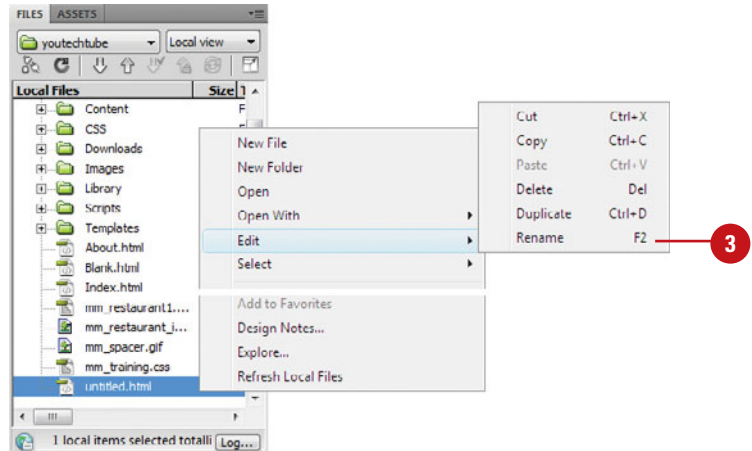 FILES ASSETS
youtechtube Local view
Local Files Size
Content F
CSS
Downloads
Images
Library
Scripts
Templates
About.html
Blank.html
Index.html
mm_restaurant1....
mm_restaurant_i...
mm_spacer.gif
mm_training.css
untitled.html
1 local items selected totalli Log...
New File
New Folder
Open
Open With
Edit
Select
Add to Favorites
Design Notes...
Explore...
Refresh Local Files
Cut Ctrl+X
Copy Ctrl+C
Paste Ctrl+V
Delete Del
Duplicate Ctrl+D
Rename F2
3